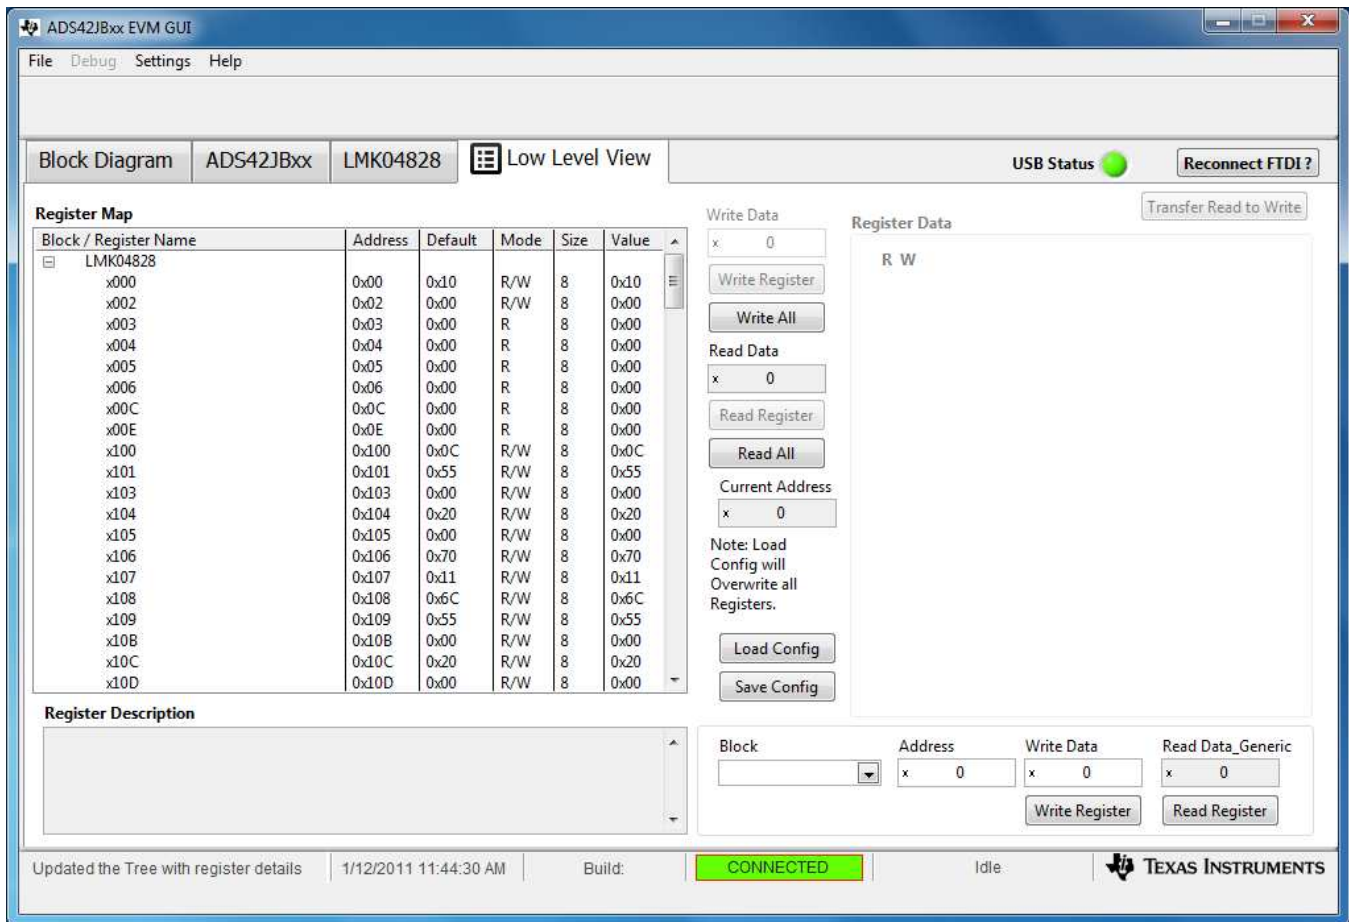 ADS42JBxx EVM GUI
File Debug Settings Help
Block Diagram ADS42JBxx LMK04828 Low Level View USB Status Reconnect FTDI ?
Transfer Read to Write
Register Map
Block / Register Name Address Default Mode Size Value
LMK04828
x000 0x00 0x10 R/W 8 0x10
x002 0x02 0x00 R/W 8 0x00
x003 0x03 0x00 R 8 0x00
x004 0x04 0x00 R 8 0x00
x005 0x05 0x00 R 8 0x00
x006 0x06 0x00 R 8 0x00
x00C 0x0C 0x00 R 8 0x00
x00E 0x0E 0x00 R 8 0x00
x100 0x100 0x0C R/W 8 0x0C
x101 0x101 0x55 R/W 8 0x55
x103 0x103 0x00 R/W 8 0x00
x104 0x104 0x20 R/W 8 0x20
x105 0x105 0x00 R/W 8 0x00
x106 0x106 0x70 R/W 8 0x70
x107 0x107 0x11 R/W 8 0x11
x108 0x108 0x6C R/W 8 0x6C
x109 0x109 0x55 R/W 8 0x55
x10B 0x10B 0x00 R/W 8 0x00
x10C 0x10C 0x20 R/W 8 0x20
x10D 0x10D 0x00 R/W 8 0x00
Write Data
x 0
Write Register
Write All
Read Data
x 0
Read Register
Read All
Current Address
x 0
Note: Load
Config will
Overwrite all
Registers.
Load Config
Save Config
Register Data
R W
Register Description
Block Address Write Data Read Data_Generic
x 0 x 0 x 0
Write Register Read Register
Updated the Tree with register details 1/12/2011 11:44:30 AM Build: CONNECTED Idle TEXAS INSTRUMENTS